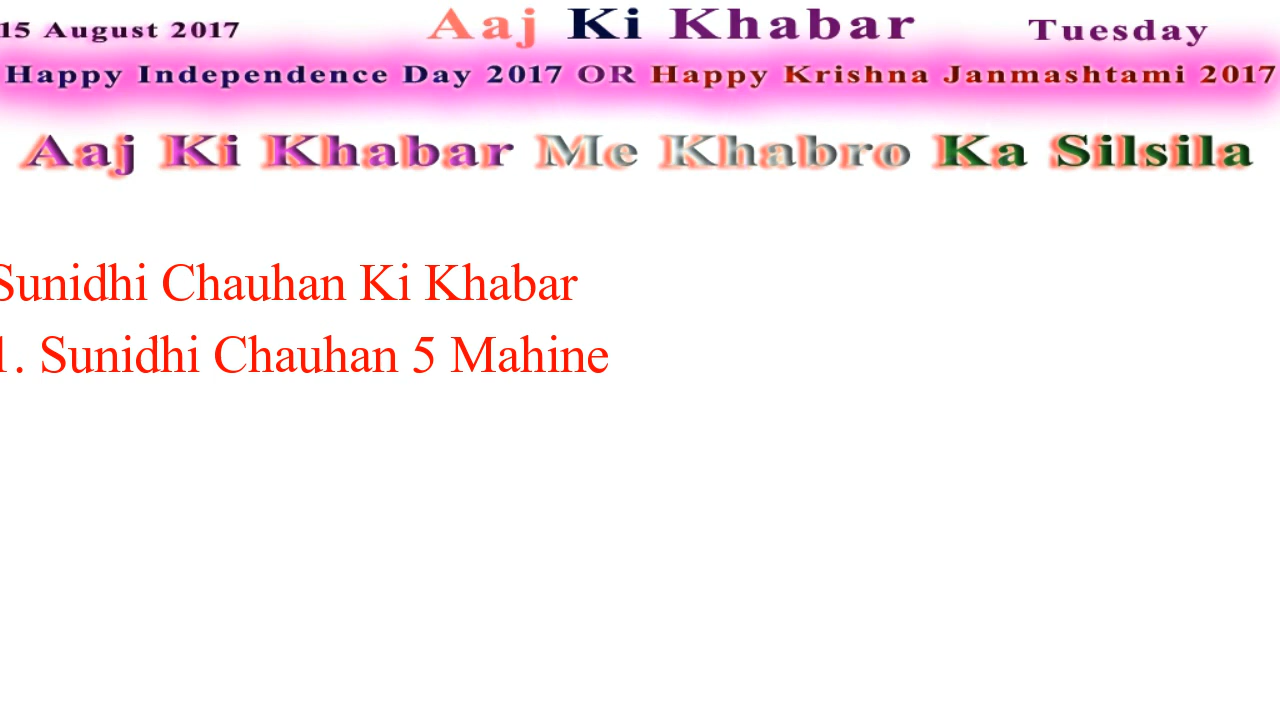 15 August 2017 Aaj Ki Khabar Tuesday
Happy Independence Day 2017 OR Happy Krishna Janmashtami 2017
Aaj Ki Khabar Me Khabro Ka Silsila
Sunidhi Chauhan Ki Khabar
1. Sunidhi Chauhan 5 Mahine